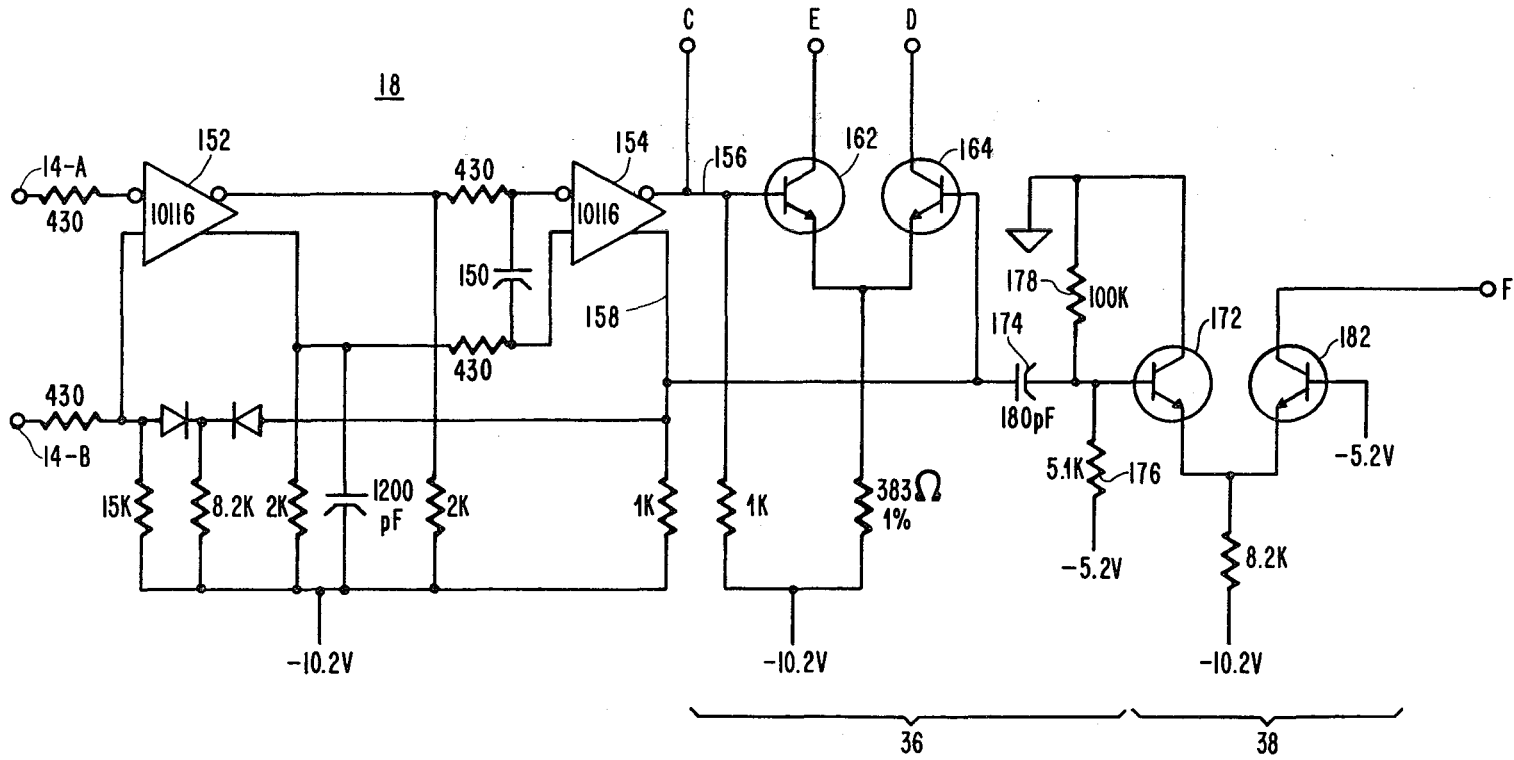 C
E
D
18
14-A
152
430
10116
430
154
10116
156
162
164
150
158
430
178
100K
174
180pF
172
182
F
430
14-B
15K
8.2K
2K
1200
pF
2K
1K
1K
383Ω
1%
5.1K
176
-5.2V
-5.2V
8.2K
-10.2V
-10.2V
-10.2V
36
38